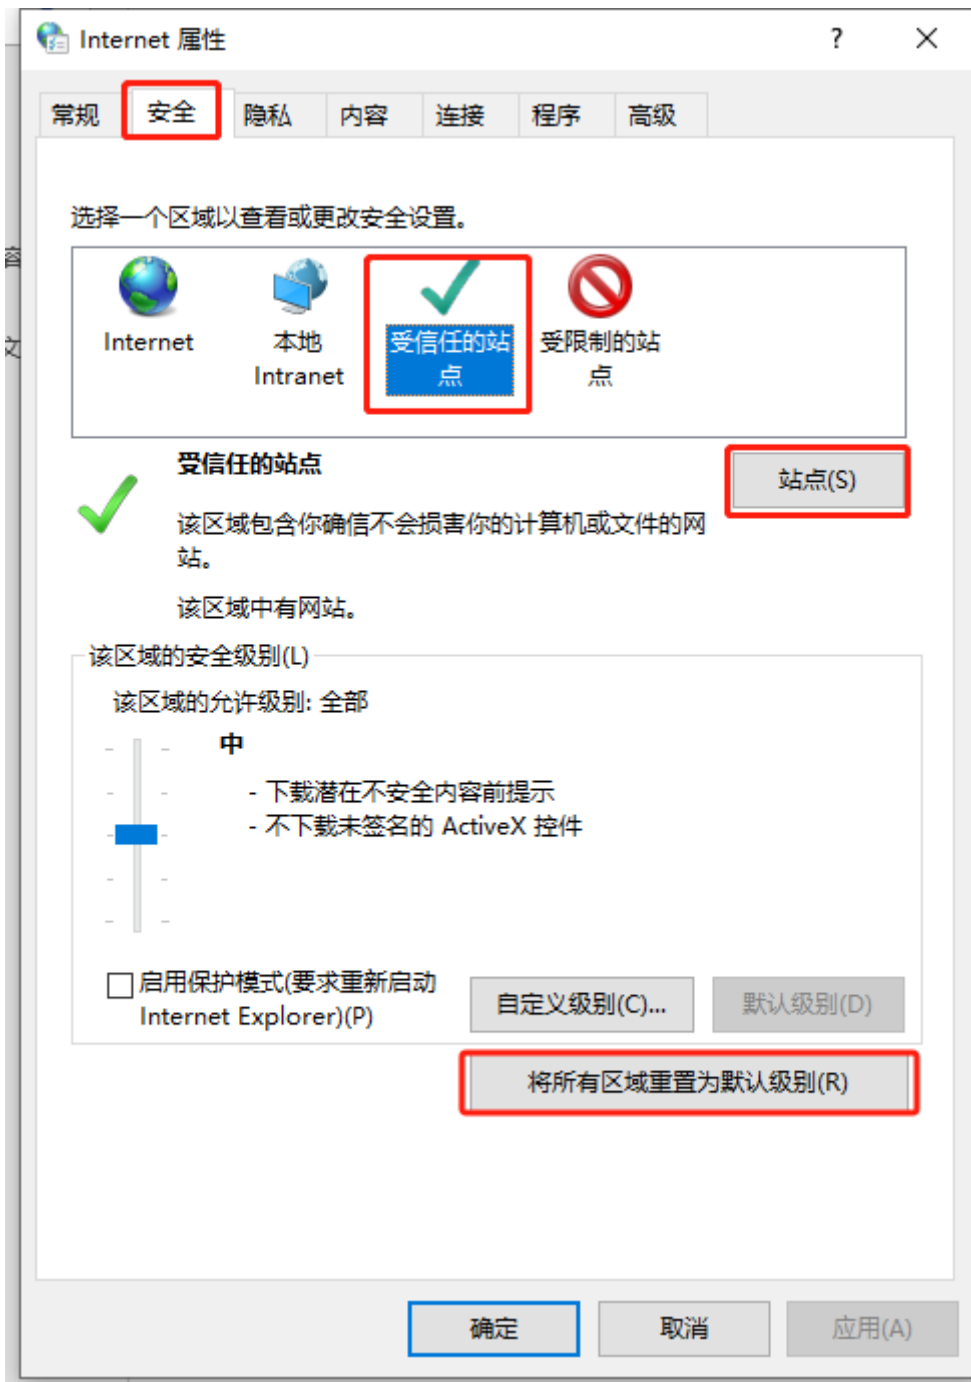 Internet 属性
常规 安全 隐私 内容 连接 程序 高级
选择一个区域以查看或更改安全设置。
Internet
本地
Intranet
受信任的站
点
受限制的站
点
受信任的站点
站点(S)
该区域包含你确信不会损害你的计算机或文件的网
站。
该区域中有网站。
该区域的安全级别(L)
该区域的允许级别: 全部
中
- 下载潜在不安全内容前提示
- 不下载未签名的 ActiveX 控件
启用保护模式(要求重新启动
Internet Explorer)(P)
自定义级别(C)...
默认级别(D)
将所有区域重置为默认级别(R)
确定 取消 应用(A)